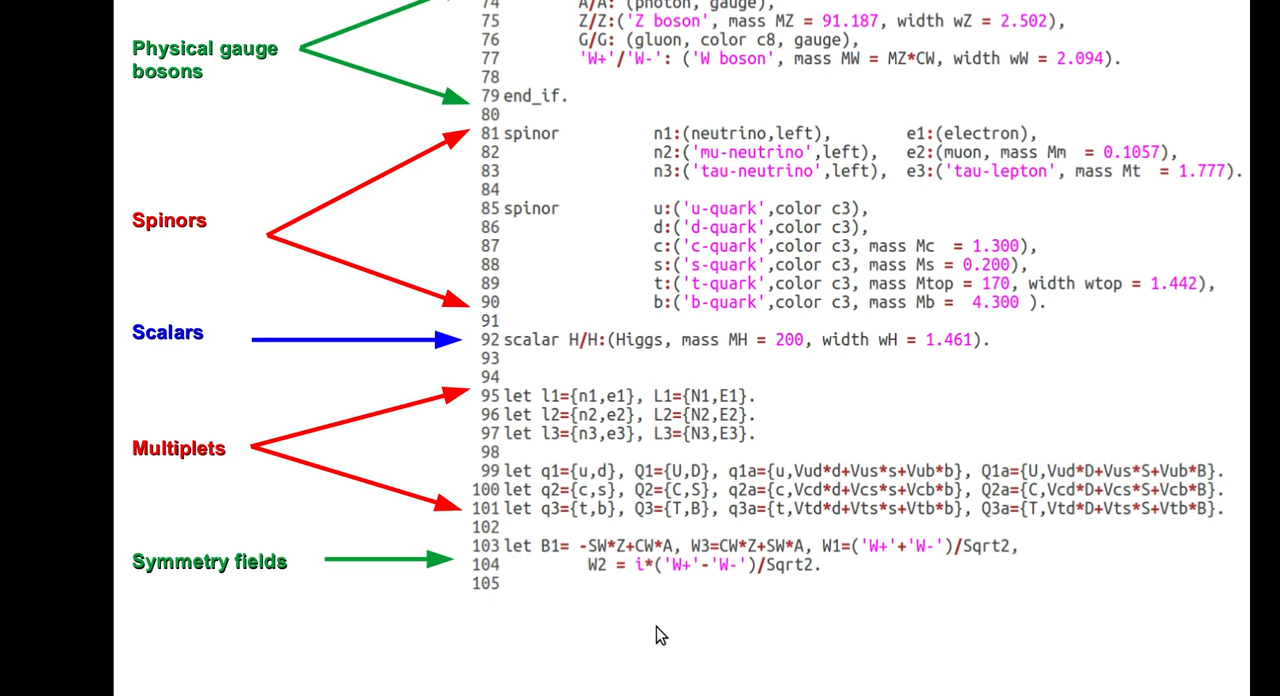 74 A/A: (photon, gauge),
75 Z/Z:('Z boson', mass MZ = 91.187, width wZ = 2.502),
76 G/G: (gluon, color c8, gauge),
77 'W+'/'W-': ('W boson', mass MW = MZ*CW, width wW = 2.094).
Physical gauge
bosons
78
79 end_if.
80
81 spinor n1:(neutrino,left), e1:(electron),
82 n2:('mu-neutrino',left), e2:(muon, mass Mm = 0.1057),
83 n3:('tau-neutrino',left), e3:('tau-lepton', mass Mt = 1.777).
84
Spinors
85 spinor u:('u-quark',color c3),
86 d:('d-quark',color c3),
87 c:('c-quark',color c3, mass Mc = 1.300),
88 s:('s-quark',color c3, mass Ms = 0.200),
89 t:('t-quark',color c3, mass Mtop = 170, width wtop = 1.442),
90 b:('b-quark',color c3, mass Mb = 4.300 ).
91
Scalars
92 scalar H/H:(Higgs, mass MH = 200, width wH = 1.461).
93
94
95 let l1={n1,e1}, L1={N1,E1}.
96 let l2={n2,e2}, L2={N2,E2}.
97 let l3={n3,e3}, L3={N3,E3}.
Multiplets
98
99 let q1={u,d}, Q1={U,D}, q1a={u,Vud*d+Vus*s+Vub*b}, Q1a={U,Vud*D+Vus*S+Vub*B}.
100 let q2={c,s}, Q2={C,S}, q2a={c,Vcd*d+Vcs*s+Vcb*b}, Q2a={C,Vcd*D+Vcs*S+Vcb*B}.
101 let q3={t,b}, Q3={T,B}, q3a={t,Vtd*d+Vts*s+Vtb*b}, Q3a={T,Vtd*D+Vts*S+Vtb*B}.
102
Symmetry fields
103 let B1= -SW*Z+CW*A, W3=CW*Z+SW*A, W1=('W+'+'W-')/Sqrt2,
104 W2 = i*('W+'-'W-')/Sqrt2.
105